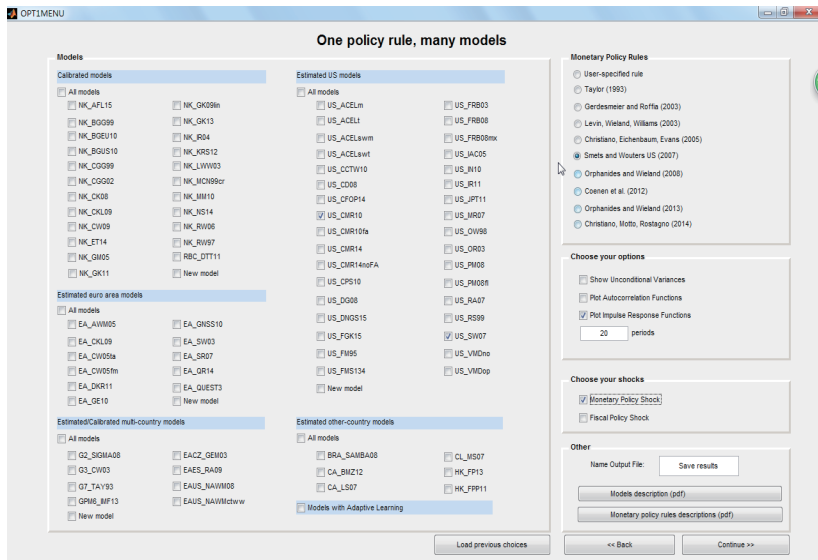 OPT1MENU
One policy rule, many models
Models
Calibrated models
All models
NK_AFL15
NK_BGG99
NK_BGEU10
NK_BGUS10
NK_CGG99
NK_CGG02
NK_CK08
NK_CKL09
NK_CW09
NK_ET14
NK_GM05
NK_GK11
NK_GK09lin
NK_GK13
NK_IR04
NK_KRS12
NK_LWW03
NK_MCN99cr
NK_MM10
NK_NS14
NK_RW06
NK_RW97
RBC_DTT11
New model
Estimated euro area models
All models
EA_AWM05
EA_CKL09
EA_CW05ta
EA_CW05fm
EA_DKR11
EA_GE10
EA_GNSS10
EA_SW03
EA_SR07
EA_QR14
EA_QUEST3
New model
Estimated/Calibrated multi-country models
All models
G2_SIGMA08
G3_CW03
G7_TAY93
GPM6_IMF13
New model
EACZ_GEM03
EAES_RA09
EAUS_NAWM08
EAUS_NAWMctww
Estimated US models
All models
US_ACELm
US_ACELt
US_ACELswm
US_ACELswt
US_CCTW10
US_CD08
US_CFOP14
US_CMR10
US_CMR10fa
US_CMR14
US_CMR14noFA
US_CPS10
US_DG08
US_DNGS15
US_FGK15
US_FM95
US_FMS134
New model
US_FRB03
US_FRB08
US_FRB08mx
US_IAC05
US_IN10
US_IR11
US_JPT11
US_MR07
US_OW98
US_OR03
US_PM08
US_PM08fl
US_RA07
US_RS99
US_SW07
US_VMDno
US_VMDop
Estimated other-country models
All models
BRA_SAMBA08
CA_BMZ12
CA_LS07
CL_MS07
HK_FP13
HK_FPP11
Models with Adaptive Learning
Monetary Policy Rules
User-specified rule
Taylor (1993)
Gerdesmeier and Roffia (2003)
Levin, Wieland, Williams (2003)
Christiano, Eichenbaum, Evans (2005)
Smets and Wouters US (2007)
Orphanides and Wieland (2008)
Coenen et al. (2012)
Orphanides and Wieland (2013)
Christiano, Motto, Rostagno (2014)
Choose your options
Show Unconditional Variances
Plot Autocorrelation Functions
Plot Impulse Response Functions
20 periods
Choose your shocks
Monetary Policy Shock
Fiscal Policy Shock
Other
Name Output File: Save results
Models description (pdf)
Monetary policy rules descriptions (pdf)
Load previous choices
<< Back
Continue >>